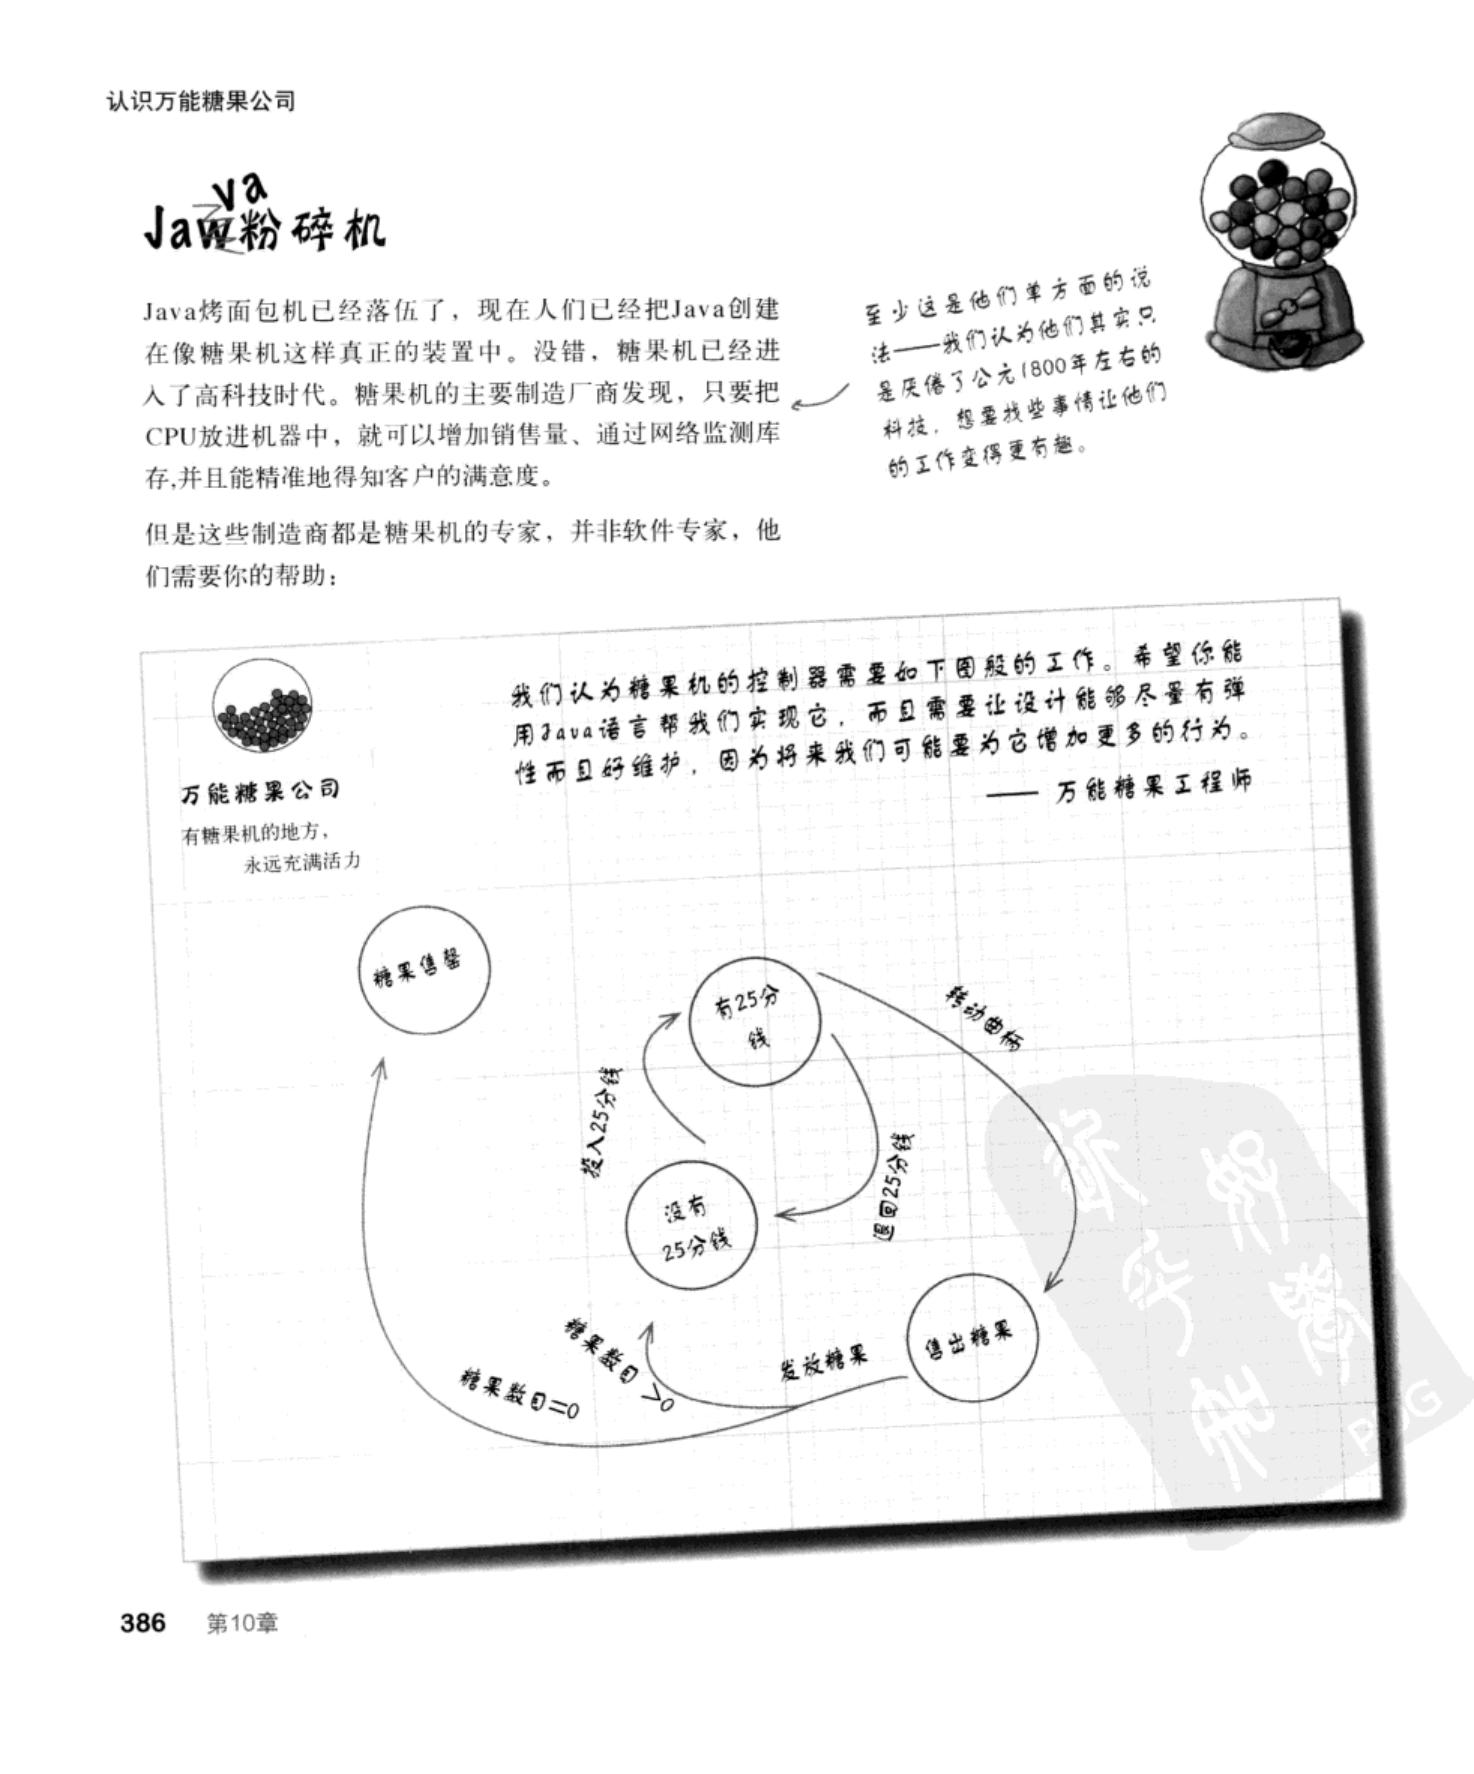 认识万能糖果公司
va
Jaw粉碎机
Java烤面包机已经落伍了，现在人们已经把Java创建
在像糖果机这样真正的装置中。没错，糖果机已经进
入了高科技时代。糖果机的主要制造厂商发现，只要把
CPU放进机器中，就可以增加销售量、通过网络监测库
存,并且能精准地得知客户的满意度。
至少这是他们单方面的说
法——我们认为他们其实只
是厌倦了公元1800年左右的
科技，想要找些事情让他们
的工作变得更有趣。
但是这些制造商都是糖果机的专家，并非软件专家，他
们需要你的帮助：
万能糖果公司
有糖果机的地方，
永远充满活力
我们认为糖果机的控制器需要如下图般的工作。希望你能
用Java语言帮我们实现它，而且需要让设计能够尽量有弹
性而且好维护，因为将来我们可能要为它增加更多的行为。
—— 万能糖果工程师
糖果售罄
有25分
钱
转动曲柄
投入25分钱
退回25分钱
没有
25分钱
售出糖果
发放糖果
糖果数目>0
糖果数目=0
PDG
386 第10章